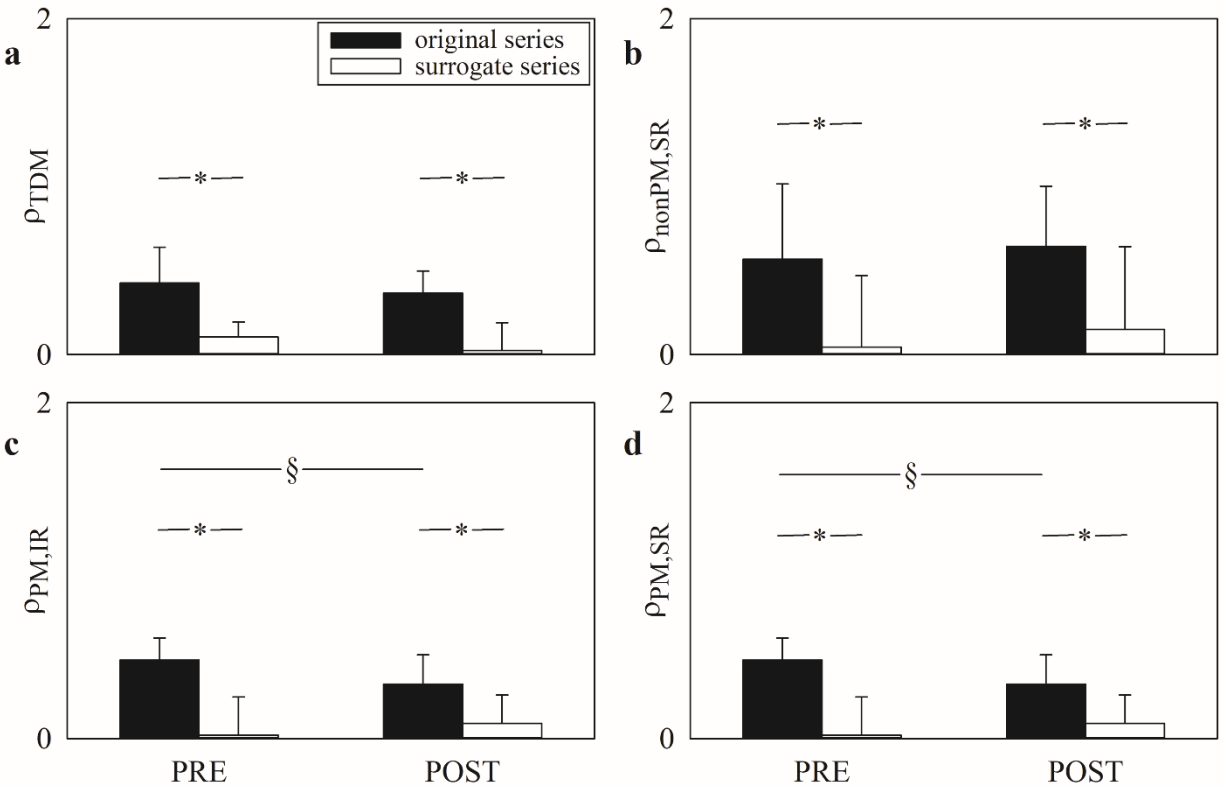 a
2
original series
surrogate series
ρTDM
*
*
0
b
2
ρnonPM,SR
*
*
0
c
2
§
*
*
ρPM,IR
0
PRE
POST
d
2
§
*
*
ρPM,SR
0
PRE
POST